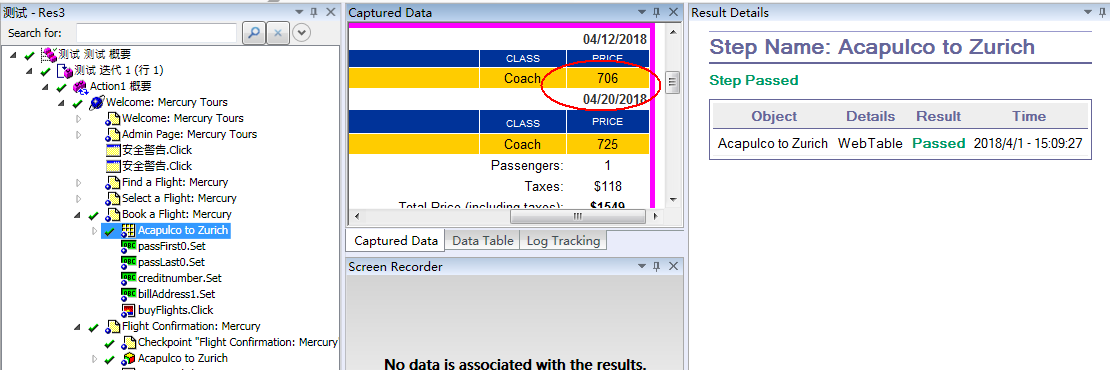 测试 - Res3
Search for:
测试 测试 概要
测试 迭代 1 (行 1)
Action1 概要
Welcome: Mercury Tours
Welcome: Mercury Tours
Admin Page: Mercury Tours
安全警告.Click
安全警告.Click
Find a Flight: Mercury
Select a Flight: Mercury
Book a Flight: Mercury
Acapulco to Zurich
passFirst0.Set
passLast0.Set
creditnumber.Set
billAddress1.Set
buyFlights.Click
Flight Confirmation: Mercury
Checkpoint "Flight Confirmation: Mercury
Acapulco to Zurich
Captured Data
04/12/2018
CLASS PRICE
Coach 706
04/20/2018
CLASS PRICE
Coach 725
Passengers: 1
Taxes: $118
Total Price (including taxes): $1549
Captured Data Data Table Log Tracking
Screen Recorder
No data is associated with the results.
Result Details
Step Name: Acapulco to Zurich
Step Passed
Object Details Result Time
Acapulco to Zurich WebTable Passed 2018/4/1 - 15:09:27